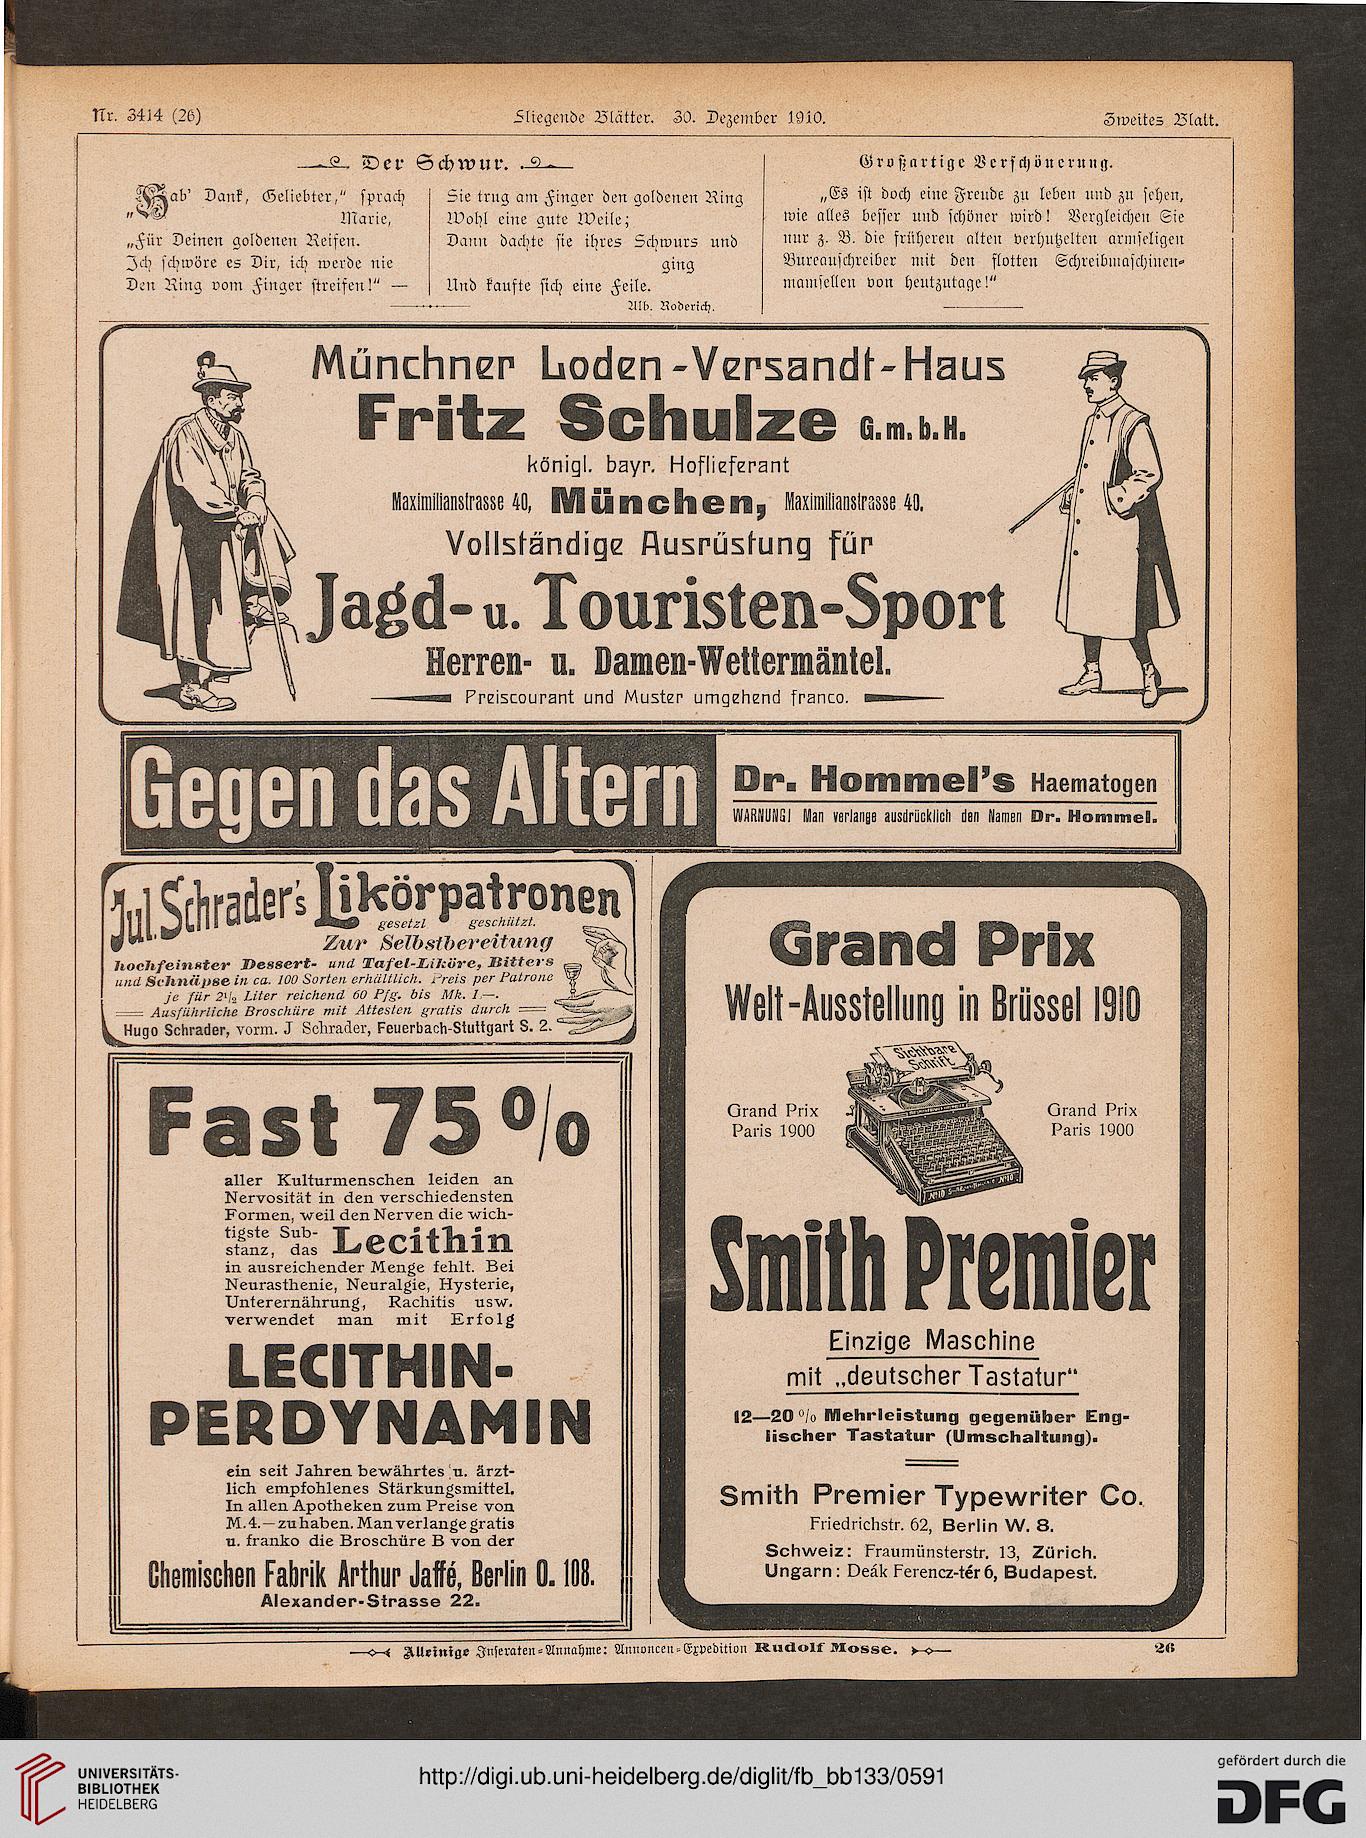 Nr. 3414 (26)
Fliegende Blätter. 30. Dezember 1910.
Zweites Blatt.
Der Schwur.
„Hab' Dank, Geliebter," sprach
Marie,
„Für Deinen goldenen Reifen.
Ich schwöre es Dir, ich werde nie
Den Ring vom Finger streifen!" —
Sie trug am Finger den goldenen Ring
Wohl eine gute Weile;
Dann dachte sie ihres Schwurs und
ging
Und kaufte sich eine Feile.
Alb. Roderich.
Großartige Verschönerung.
„Es ist doch eine Freude zu leben und zu sehen,
wie alles besser und schöner wird! Vergleichen Sie
nur z. B. die früheren alten verhutzelten armseligen
Bureauschreiber mit den flotten Schreibmaschinen-
mamsellen von heutzutage!"
Münchner Loden-Versandt-Haus
Fritz Schulze G.m.b.H.
königl. bayr. Hoflieferant
Maximilianstrasse 40, München, Maximilianstrasse 40.
Vollständige Ausrüstung für
Jagd- u. Touristen-Sport
Herren- u. Damen-Wettermäntel.
Preiscourant und Muster umgehend franco.
Gegen das Altern
Dr. Hommel's Haematogen
WARNUNG! Man verlange ausdrücklich den Namen Dr. Hommel.
Jul. Schrader's Likörpatronen
gesetzl geschützt.
Zur Selbstbereitung
hochfeinster Dessert- und Tafel-Liköre, Bitters
und Schnäpse in ca. 100 Sorten erhältlich. Preis per Patrone
je für 2½ Liter reichend 60 Pfg. bis Mk. 1.—.
Ausführliche Broschüre mit Attesten gratis durch
Hugo Schrader, vorm. J Schrader, Feuerbach-Stuttgart S. 2.
Fast 75%
aller Kulturmenschen leiden an
Nervosität in den verschiedensten
Formen, weil den Nerven die wich-
tigste Sub-
stanz, das Lecithin
in ausreichender Menge fehlt. Bei
Neurasthenie, Neuralgie, Hysterie,
Unterernährung, Rachitis usw.
verwendet man mit Erfolg
LECITHIN-
PERDYNAMIN
ein seit Jahren bewährtes u. ärzt-
lich empfohlenes Stärkungsmittel.
In allen Apotheken zum Preise von
M. 4.— zu haben. Man verlange gratis
u. franko die Broschüre B von der
Chemischen Fabrik Arthur Jaffé, Berlin O. 108.
Alexander-Strasse 22.
Grand Prix
Welt-Ausstellung in Brüssel 1910
Sichtbare
Schrift
Grand Prix
Paris 1900
Grand Prix
Paris 1900
Nº10
Nº10
Smith Premier
Einzige Maschine
mit „deutscher Tastatur"
12—20 % Mehrleistung gegenüber Eng-
lischer Tastatur (Umschaltung).
Smith Premier Typewriter Co.
Friedrichstr. 62, Berlin W. 8.
Schweiz: Fraumünsterstr. 13, Zürich.
Ungarn: Deák Ferencz-tér 6, Budapest.
Alleinige Inseraten-Annahme: Annoncen-Expedition Rudolf Mosse.
26
UNIVERSITÄTS-
BIBLIOTHEK
HEIDELBERG
http://digi.ub.uni-heidelberg.de/diglit/fb_bb133/0591
gefördert durch die
DFG